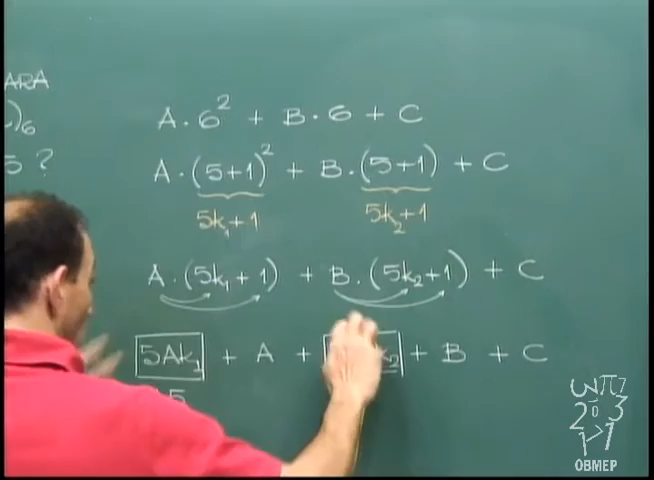 ARA
)₆
5 ?
A · 6² + B · 6 + C
A · (5+1)² + B · (5+1) + C
5k₁+1 5k₂+1
A · (5k₁ + 1) + B · (5k₂+1) + C
5Ak₁ + A + k₂ + B + C
5
OBMEP